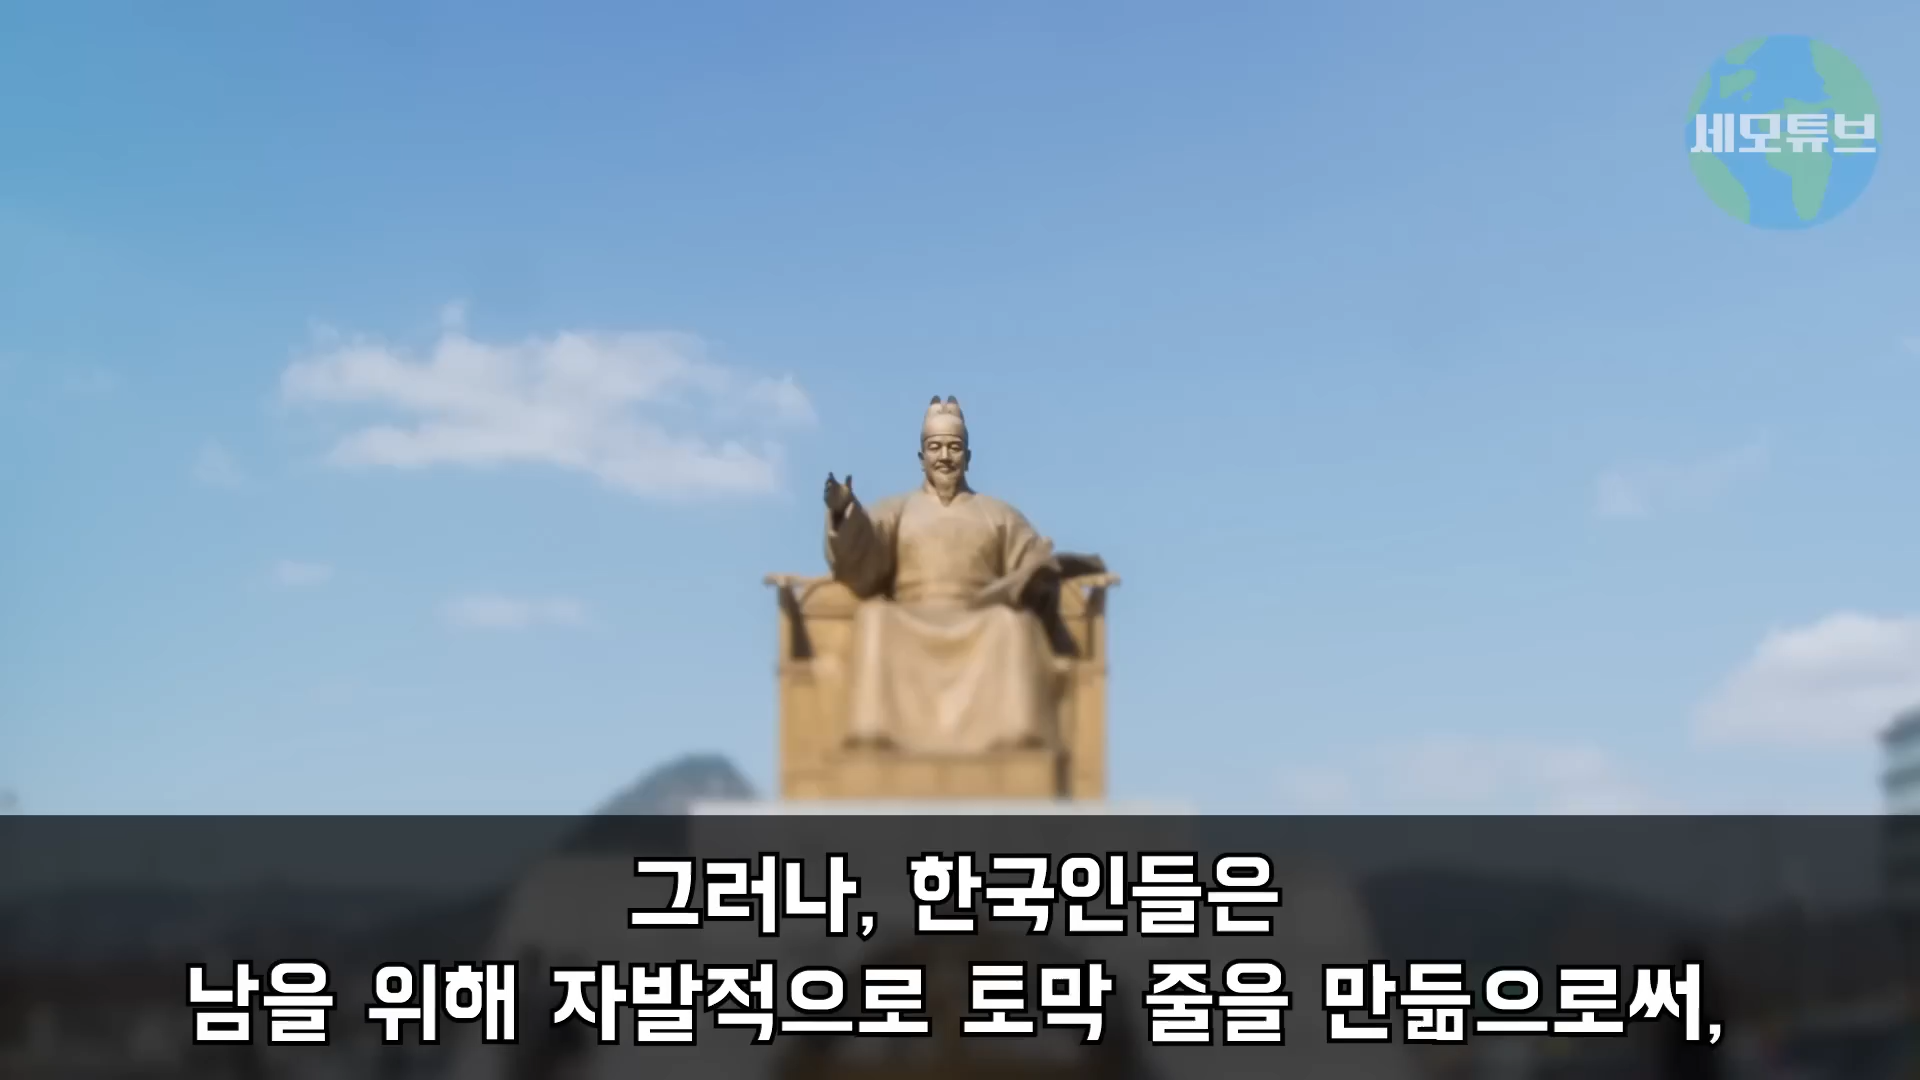 세모튜브
그러나, 한국인들은
남을 위해 자발적으로 토막 줄을 만듦으로써,